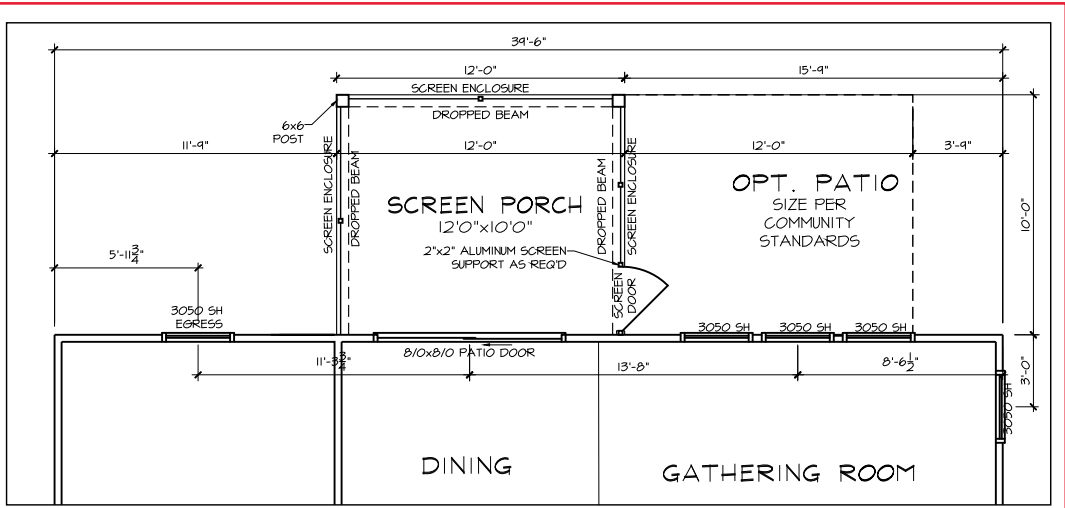 39'-6"
12'-0"
15'-9"
SCREEN ENCLOSURE
DROPPED BEAM
6x6
POST
11'-9"
12'-0"
12'-0"
3'-9"
SCREEN ENCLOSURE
DROPPED BEAM
DROPPED BEAM
SCREEN ENCLOSURE
SCREEN PORCH
12'0"x10'0"
OPT. PATIO
SIZE PER
COMMUNITY
STANDARDS
10'-0"
2"x2" ALUMINUM SCREEN
SUPPORT AS REQ'D
5'-11 3/4"
SCREEN
DOOR
3050 SH
EGRESS
3050 SH
3050 SH
3050 SH
8/0x8/0 PATIO DOOR
11'-3 3/4"
13'-8"
8'-6 1/2"
3'-0"
3050 SH
DINING
GATHERING ROOM